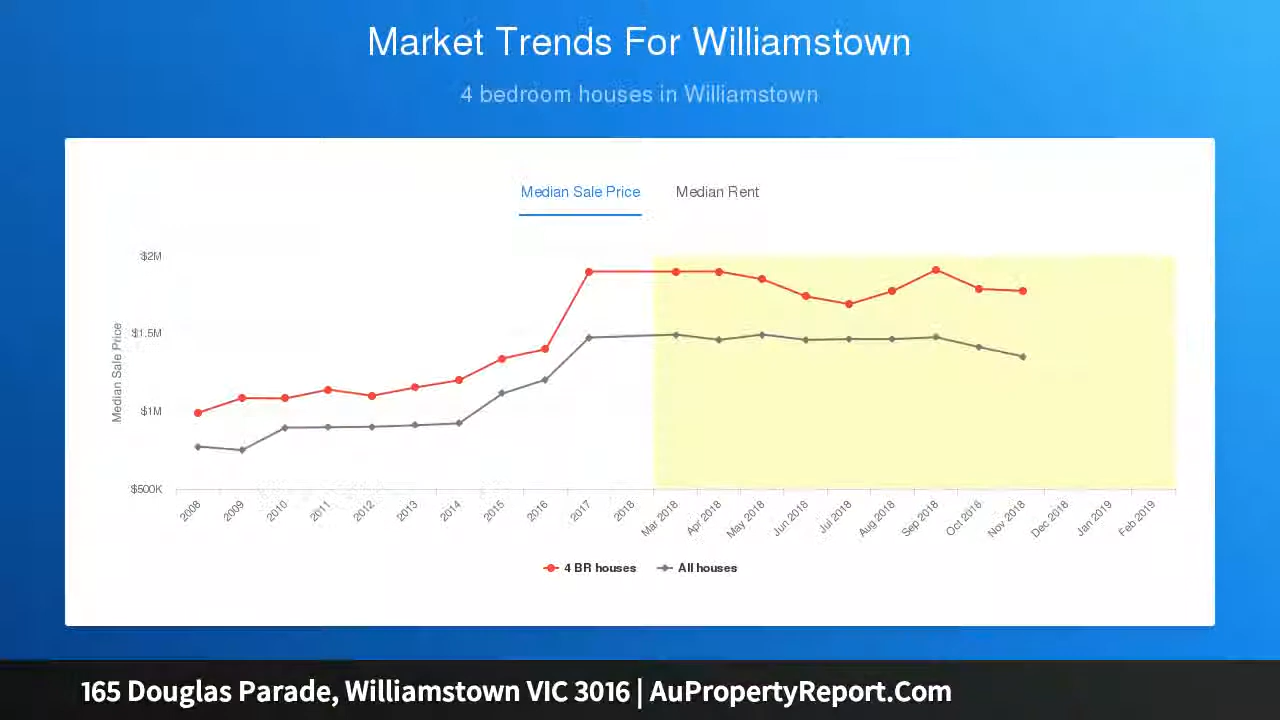 Market Trends For Williamstown
4 bedroom houses in Williamstown
Median Sale Price Median Rent
Median Sale Price
$2M
$1.5M
$1M
$500K
2008 2009 2010 2011 2012 2013 2014 2015 2016 2017 2018 Mar 2018 Apr 2018 May 2018 Jun 2018 Jul 2018 Aug 2018 Sep 2018 Oct 2018 Nov 2018 Dec 2018 Jan 2019 Feb 2019
4 BR houses All houses
165 Douglas Parade, Williamstown VIC 3016 | AuPropertyReport.Com